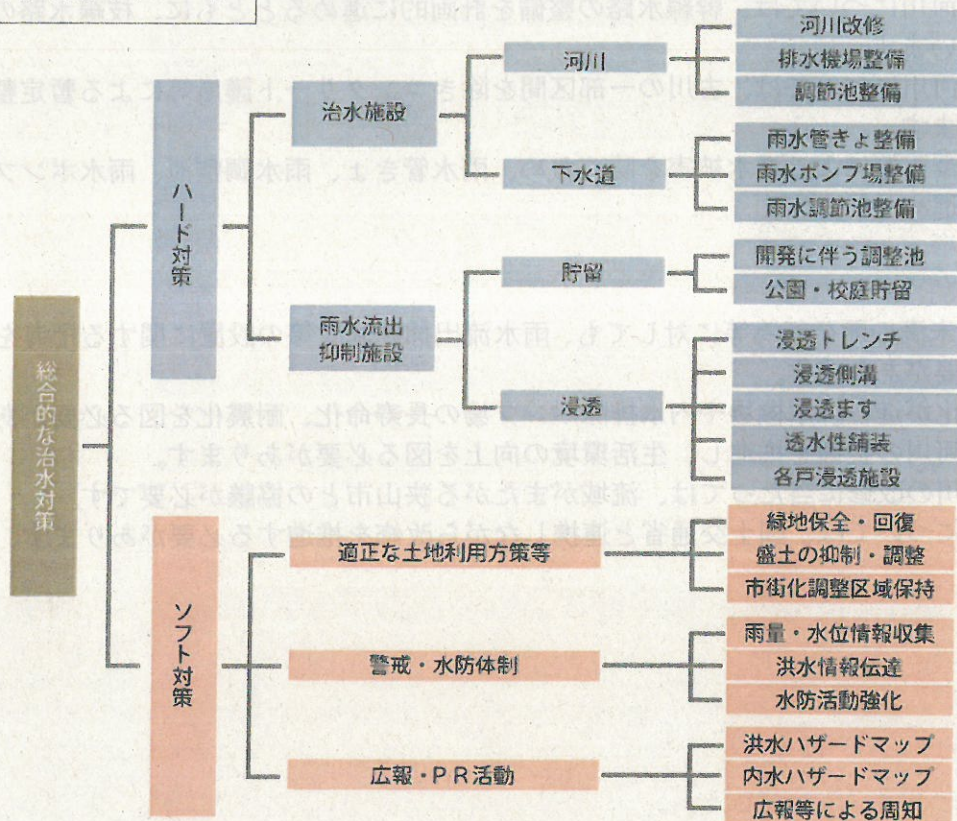 総合的な治水対策
ハード対策
治水施設
河川
河川改修
排水機場整備
調節池整備
下水道
雨水管きょ整備
雨水ポンプ場整備
雨水調節池整備
雨水流出
抑制施設
貯留
開発に伴う調整池
公園・校庭貯留
浸透
浸透トレンチ
浸透側溝
浸透ます
透水性舗装
各戸浸透施設
ソフト対策
適正な土地利用方策等
緑地保全・回復
盛土の抑制・調整
市街化調整区域保持
警戒・水防体制
雨量・水位情報収集
洪水情報伝達
水防活動強化
広報・PR活動
洪水ハザードマップ
内水ハザードマップ
広報等による周知